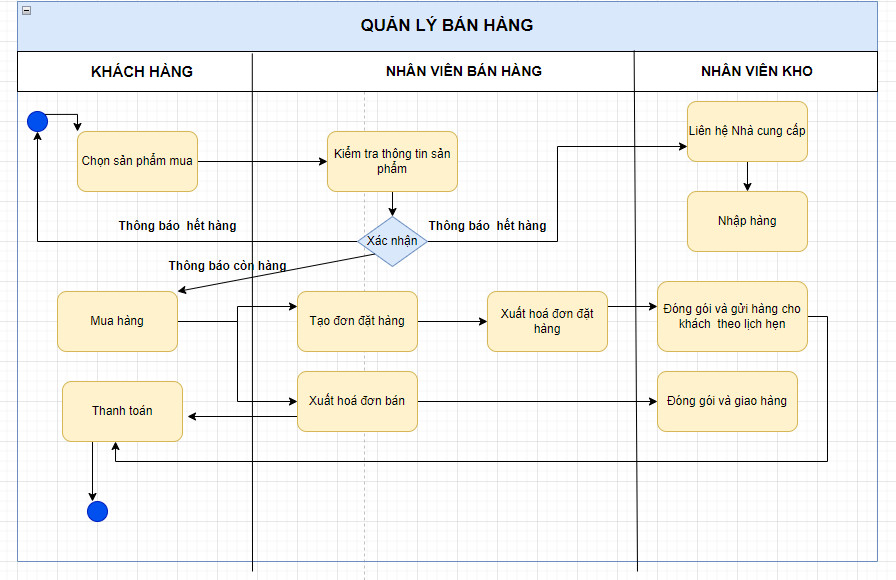 QUẢN LÝ BÁN HÀNG
KHÁCH HÀNG
NHÂN VIÊN BÁN HÀNG
NHÂN VIÊN KHO
Chọn sản phẩm mua
Kiểm tra thông tin sản
phẩm
Liên hệ Nhà cung cấp
Nhập hàng
Thông báo  hết hàng
Xác nhận
Thông báo  hết hàng
Thông báo còn hàng
Mua hàng
Tạo đơn đặt hàng
Xuất hoá đơn đặt
hàng
Đóng gói và gửi hàng cho
khách  theo lịch hẹn
Thanh toán
Xuất hoá đơn bán
Đóng gói và giao hàng